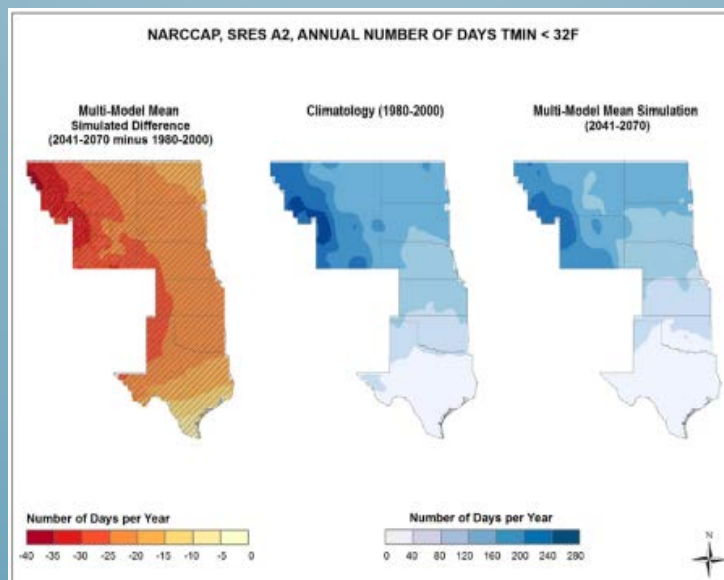 NARCCAP, SRES A2, ANNUAL NUMBER OF DAYS TMIN < 32F
Multi-Model Mean
Simulated Difference
(2041-2070 minus 1980-2000)
Climatology (1980-2000)
Multi-Model Mean Simulation
(2041-2070)
Number of Days per Year
-40 -35 -30 -25 -20 -15 -10 -5 0
Number of Days per Year
0 40 80 120 160 200 240 280
N